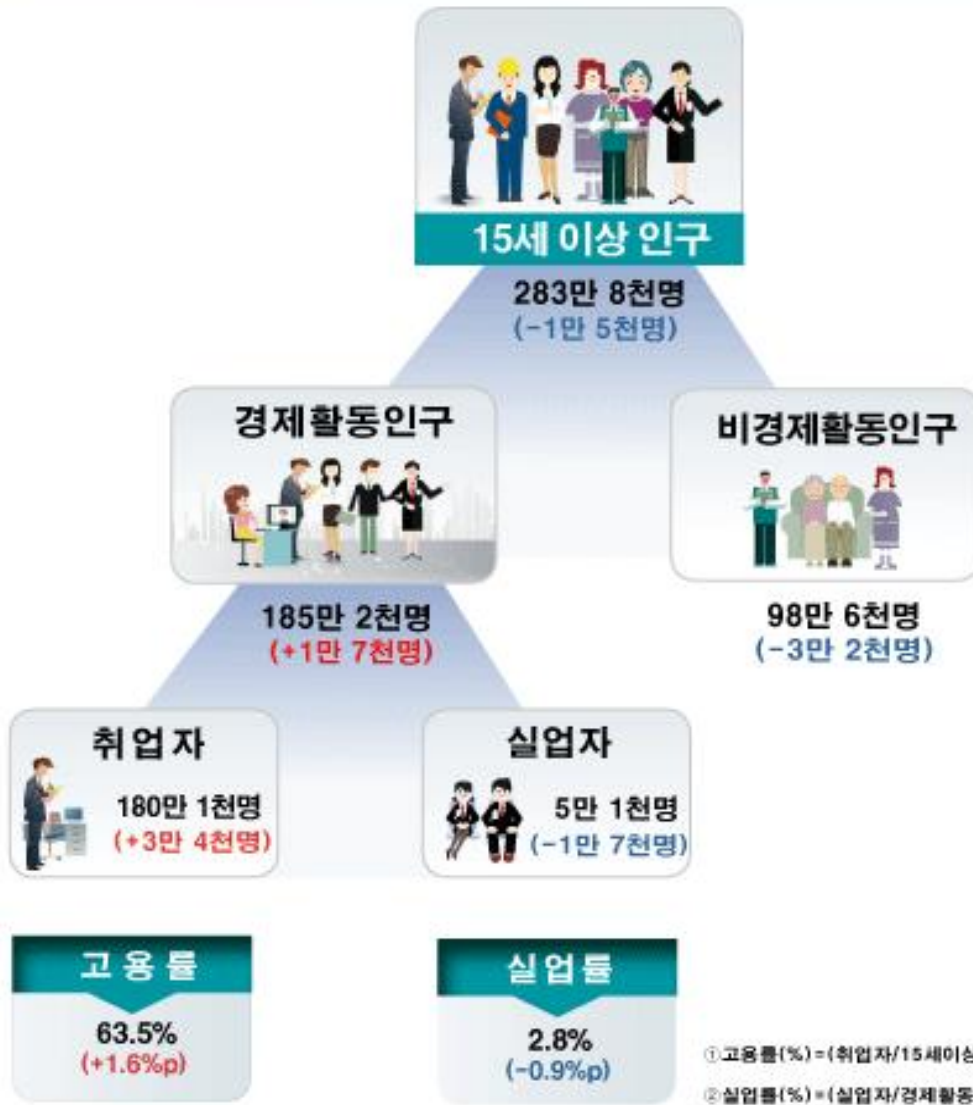 15세 이상 인구
283만 8천명
(-1만 5천명)
경제활동인구
185만 2천명
(+1만 7천명)
비경제활동인구
98만 6천명
(-3만 2천명)
취업자
180만 1천명
(+3만 4천명)
실업자
5만 1천명
(-1만 7천명)
고용률
63.5%
(+1.6%p)
실업률
2.8%
(-0.9%p)
①고용률(%)=(취업자/15세이상
②실업률(%)=(실업자/경제활동